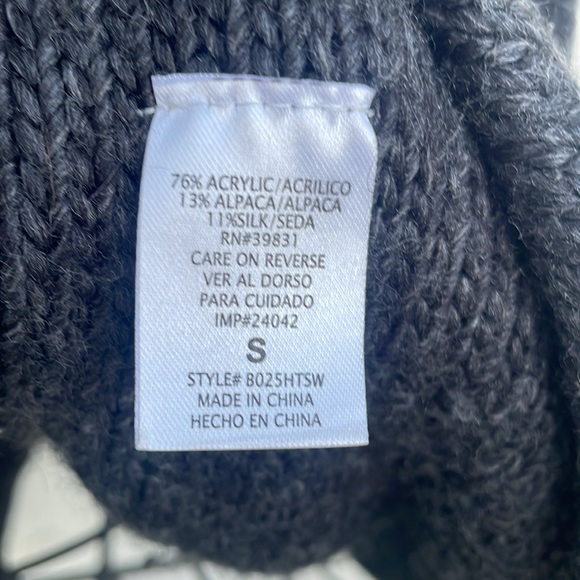 76% ACRYLIC/ACRILICO
13% ALPACA/ALPACA
11%SILK/SEDA
RN#39831
CARE ON REVERSE
VER AL DORSO
PARA CUIDADO
IMP#24042
S
STYLE# B025HTSW
MADE IN CHINA
HECHO EN CHINA